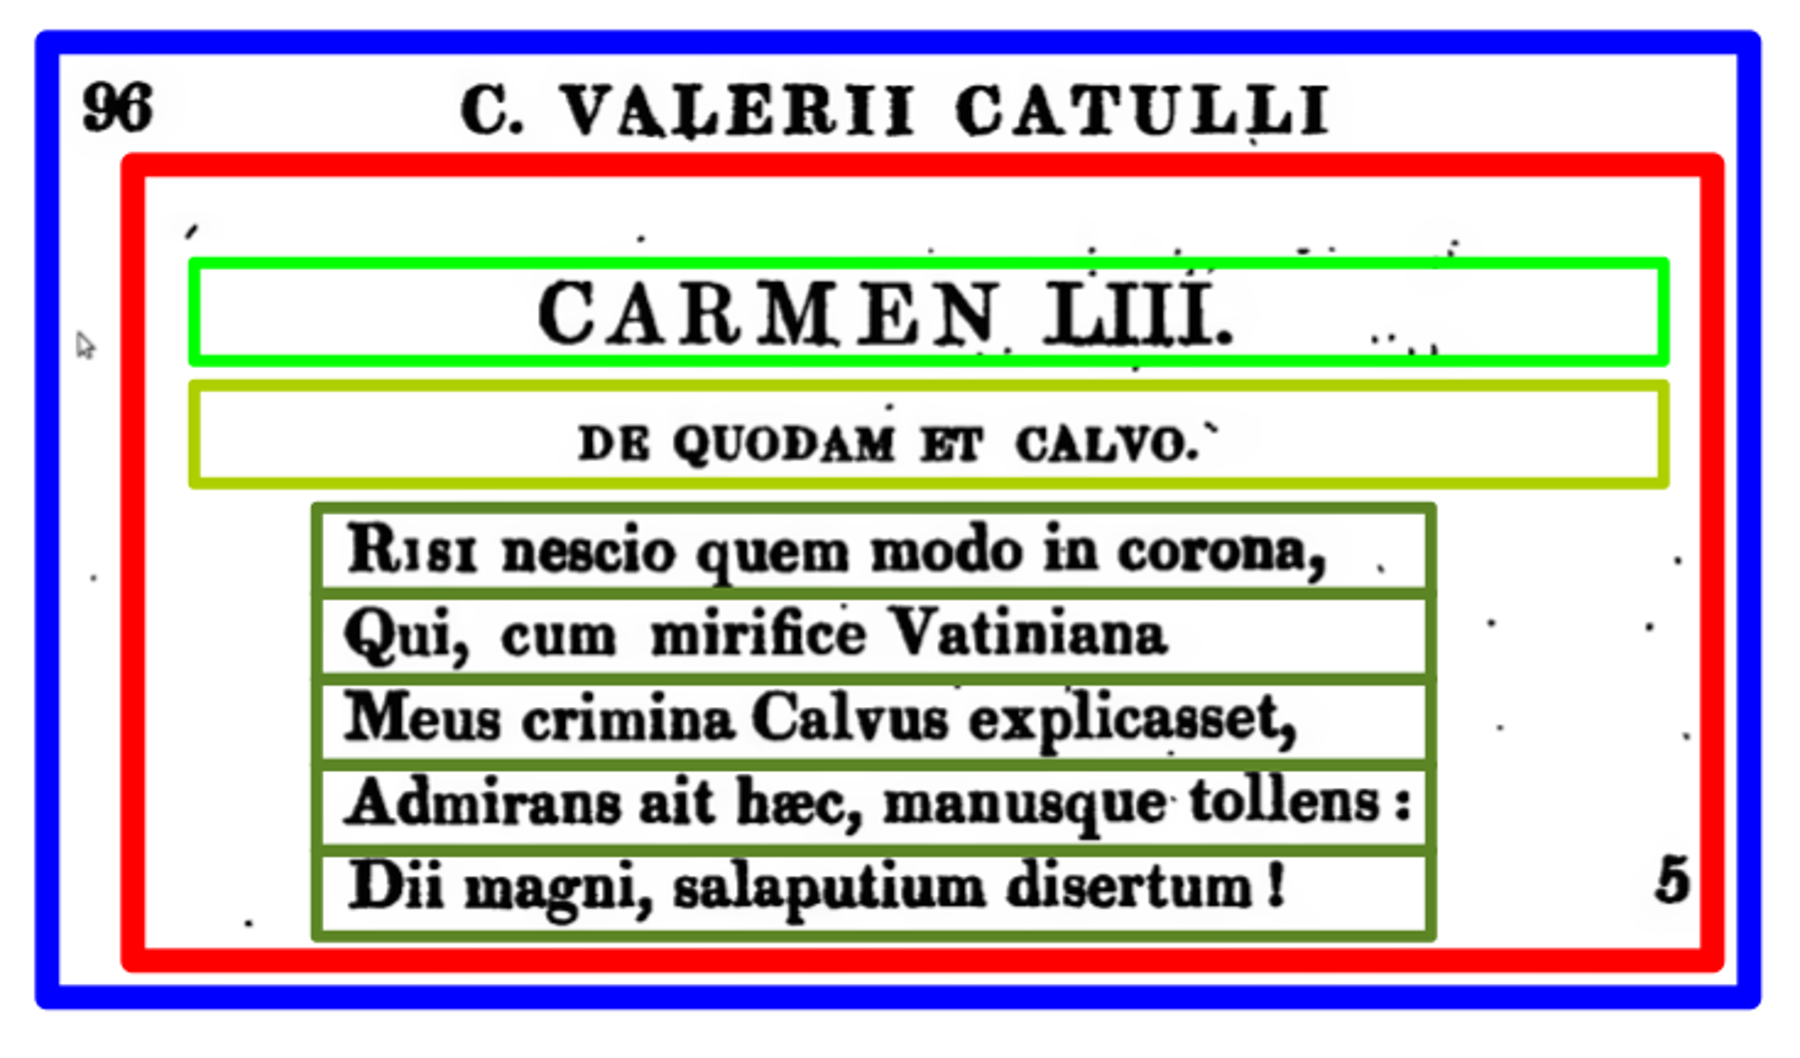 96 C. VALERII CATULLI
CARMEN LIII.
DE QUODAM ET CALVO.
RISI nescio quem modo in corona,
Qui, cum mirifice Vatiniana
Meus crimina Calvus explicasset,
Admirans ait hæc, manusque tollens :
Dii magni, salaputium disertum ! 5